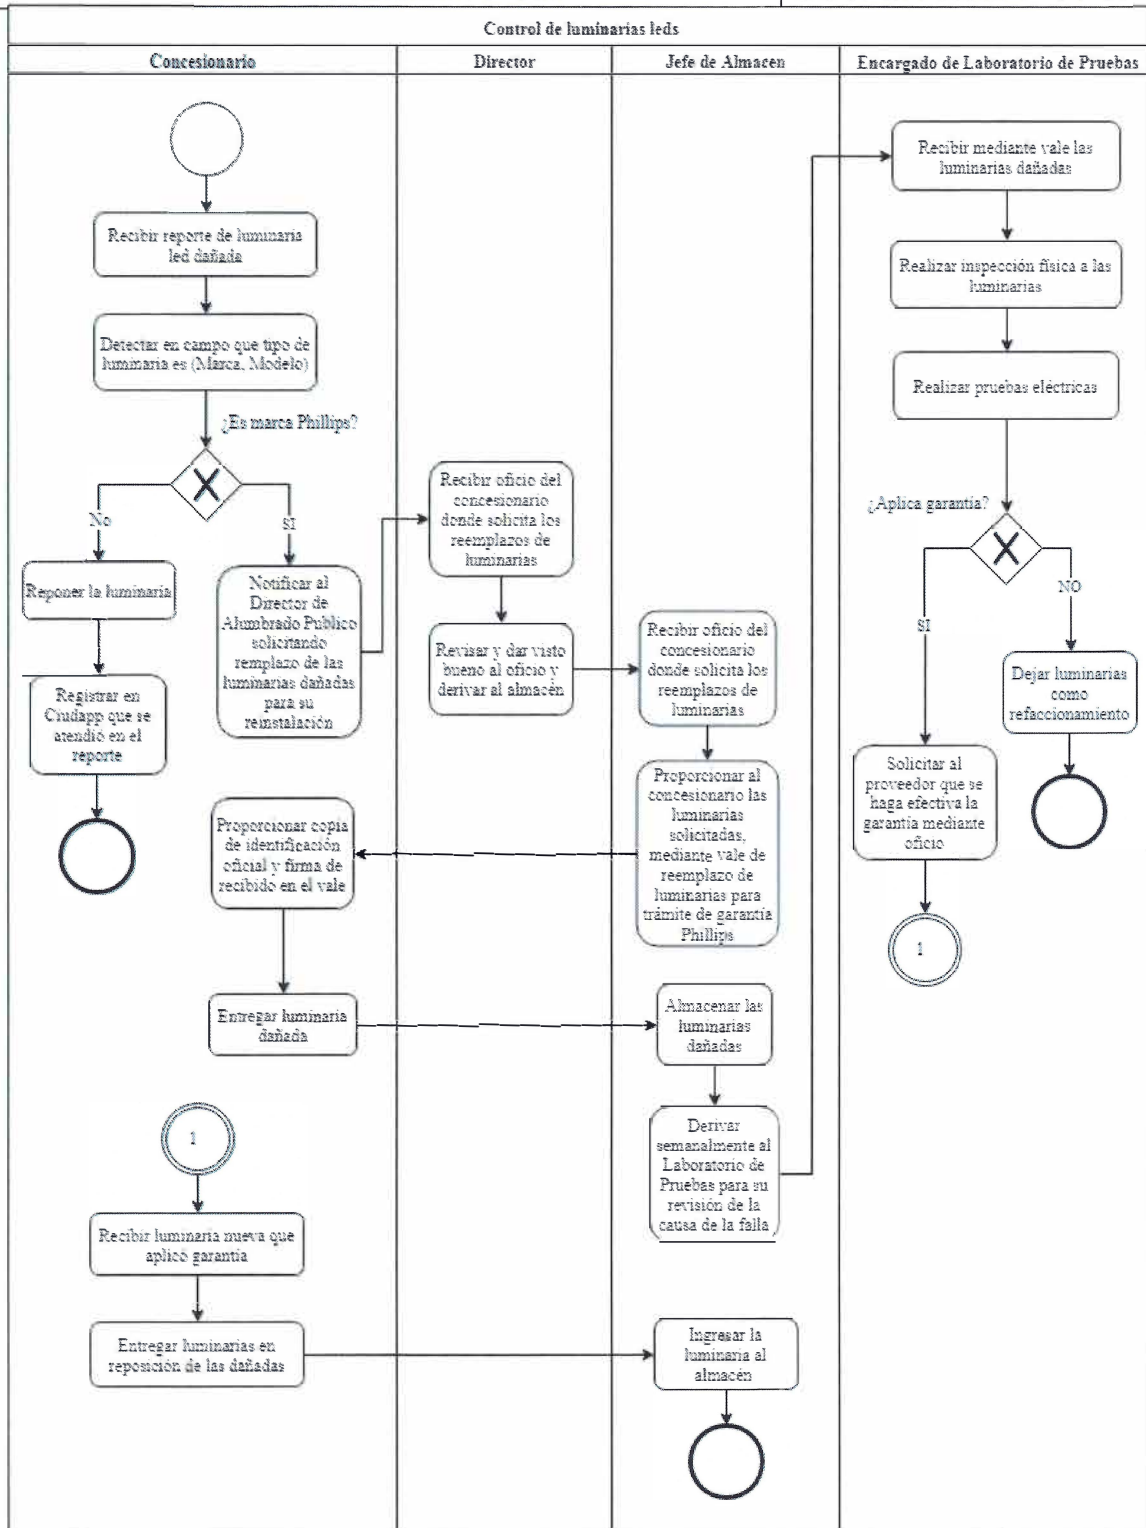 Control de luminarias leds
Concesionario
Director
Jefe de Almacen
Encargado de Laboratorio de Pruebas
Recibir reporte de luminaria
led dañada
Detectar en campo que tipo de
luminaria es (Marca, Modelo)
¿Es marca Phillips?
No
SI
Reponer la luminaria
Registrar en
Ciudapp que se
atendió en el
reporte
Notificar al
Director de
Alumbrado Publico
solicitando
remplazo de las
luminarias dañadas
para su
reinstalación
Recibir oficio del
concesionario
donde solicita los
reemplazos de
luminarias
Revisar y dar visto
bueno al oficio y
derivar al almacén
Recibir oficio del
concesionario
donde solicita los
reemplazos de
luminarias
Proporcionar al
concesionario las
luminarias
solicitadas,
mediante vale de
reemplazo de
luminarias para
trámite de garantía
Phillips
Proporcionar copia
de identificación
oficial y firma de
recibido en el vale
Entregar luminaria
dañada
Almacenar las
luminarias
dañadas
Derivar
semanalmente al
Laboratorio de
Pruebas para su
revisión de la
causa de la falla
Recibir mediante vale las
luminarias dañadas
Realizar inspección física a las
luminarias
Realizar pruebas eléctricas
¿Aplica garantía?
SI
NO
Dejar luminarias
como
refaccionamiento
Solicitar al
proveedor que se
haga efectiva la
garantía mediante
oficio
1
1
Recibir luminaria nueva que
aplicó garantía
Entregar luminarias en
reposición de las dañadas
Ingresar la
luminaria al
almacén